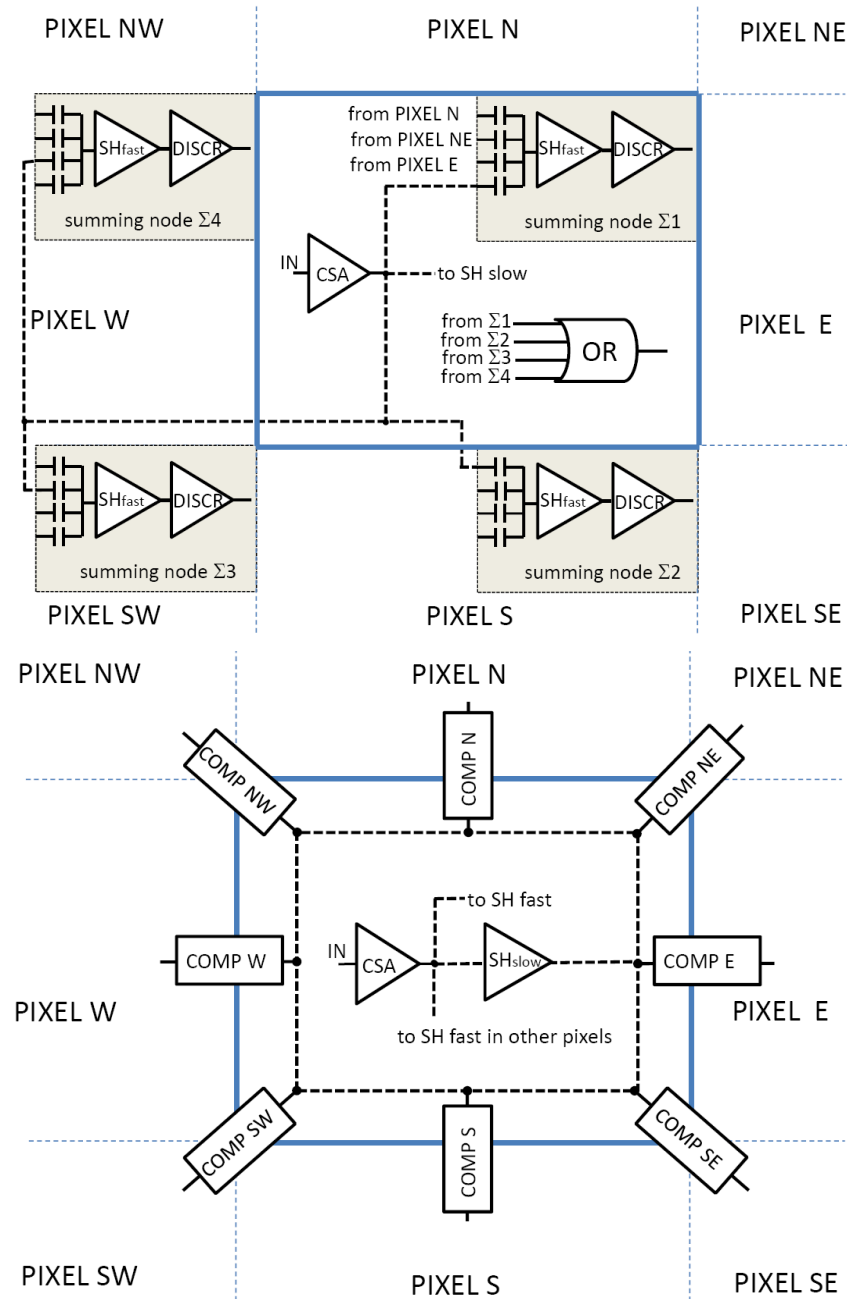 PIXEL NW
PIXEL N
PIXEL NE
SHfast
DISCR
summing node Σ4
from PIXEL N
from PIXEL NE
from PIXEL E
SHfast
DISCR
summing node Σ1
IN
CSA
to SH slow
PIXEL W
from Σ1
from Σ2
from Σ3
from Σ4
OR
PIXEL E
SHfast
DISCR
summing node Σ3
SHfast
DISCR
summing node Σ2
PIXEL SW
PIXEL S
PIXEL SE
PIXEL NW
PIXEL N
PIXEL NE
COMP NW
COMP N
COMP NE
to SH fast
IN
CSA
SHslow
COMP W
COMP E
PIXEL W
to SH fast in other pixels
PIXEL E
COMP SW
COMP S
COMP SE
PIXEL SW
PIXEL S
PIXEL SE